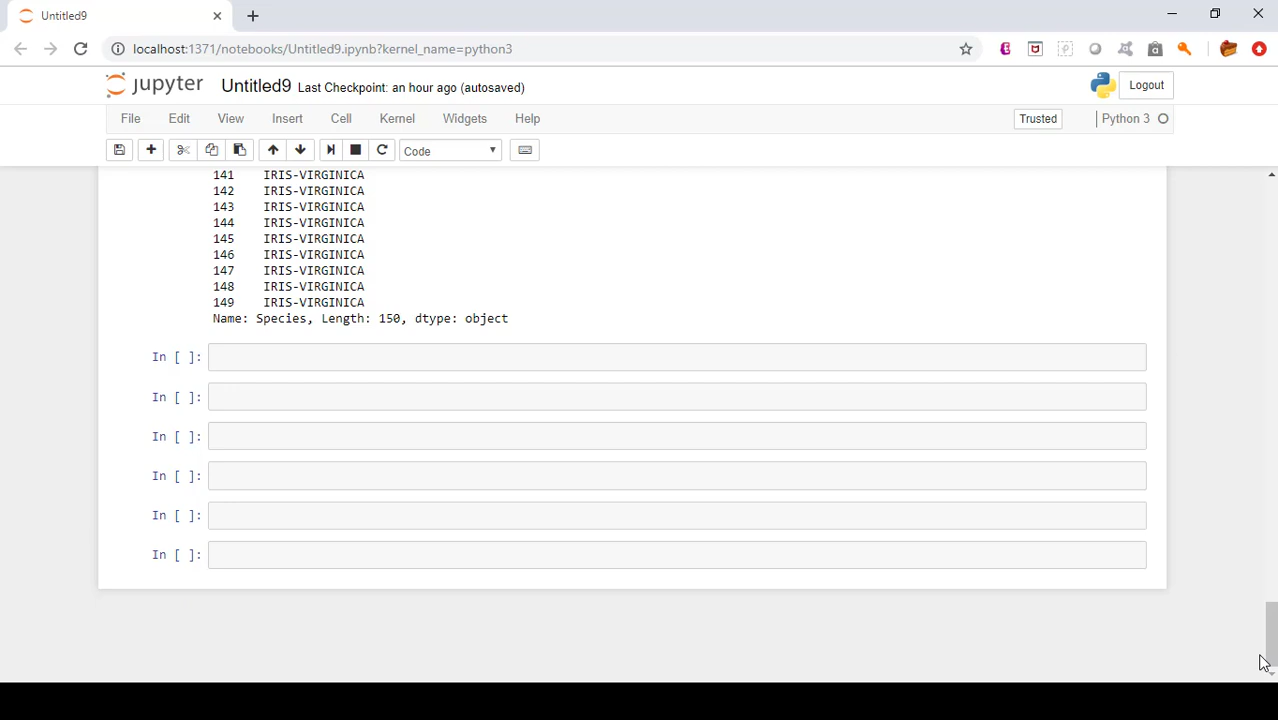 Untitled9
localhost:1371/notebooks/Untitled9.ipynb?kernel_name=python3
jupyter Untitled9 Last Checkpoint: an hour ago (autosaved) Logout
File Edit View Insert Cell Kernel Widgets Help Trusted Python 3
Code
141 IRIS-VIRGINICA
142 IRIS-VIRGINICA
143 IRIS-VIRGINICA
144 IRIS-VIRGINICA
145 IRIS-VIRGINICA
146 IRIS-VIRGINICA
147 IRIS-VIRGINICA
148 IRIS-VIRGINICA
149 IRIS-VIRGINICA
Name: Species, Length: 150, dtype: object
In [ ]:
In [ ]:
In [ ]:
In [ ]:
In [ ]:
In [ ]: